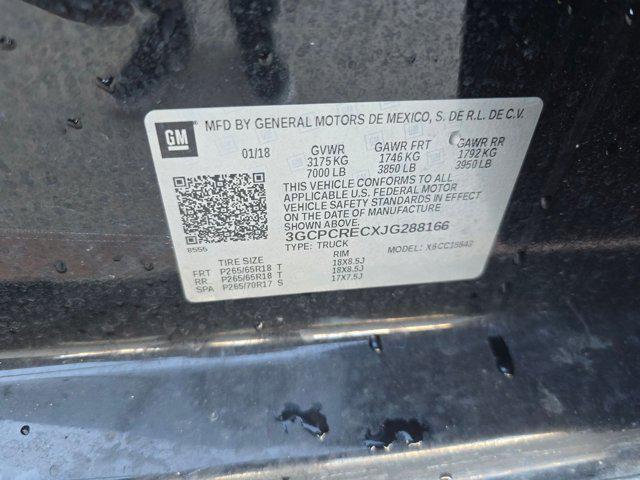 GM
MFD BY GENERAL MOTORS DE MEXICO, S. DE R.L. DE C.V.
01/18 GVWR GAWR FRT GAWR RR
3175 KG 1746 KG 1792 KG
7000 LB 3850 LB 3950 LB
THIS VEHICLE CONFORMS TO ALL
APPLICABLE U.S. FEDERAL MOTOR
VEHICLE SAFETY STANDARDS IN EFFECT
ON THE DATE OF MANUFACTURE
SHOWN ABOVE.
3GCPCRECXJG288166
8555
TYPE: TRUCK MODEL:
TIRE SIZE RIM
FRT P265/65R18 T 18X8.5J
RR P265/65R18 T 18X8.5J
SPA P265/70R17 S 17X7.5J